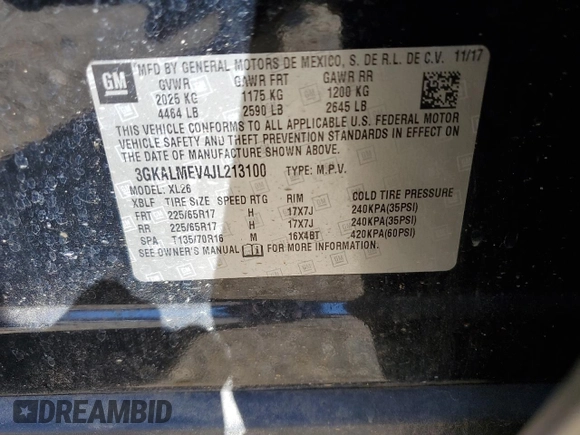 GM
MFD BY GENERAL MOTORS DE MEXICO, S. DE R.L. DE C.V. 11/17
GVWR GAWR FRT GAWR RR
2025 KG 1175 KG 1200 KG
4464 LB 2590 LB 2645 LB
THIS VEHICLE CONFORMS TO ALL APPLICABLE U.S. FEDERAL MOTOR
VEHICLE SAFETY, BUMPER, AND THEFT PREVENTION STANDARDS IN EFFECT
ON THE DATE OF MANUFACTURE SHOWN ABOVE.
3GKALMEV4JL213100 TYPE: M.P.V.
MODEL: XL26
XBLF TIRE SIZE SPEED RTG RIM COLD TIRE PRESSURE
FRT 225/65R17 H 17X7J 240KPA(35PSI)
RR 225/65R17 H 17X7J 240KPA(35PSI)
SPA T135/70R16 M 16X4BT 420KPA(60PSI)
SEE OWNER'S MANUAL FOR MORE INFORMATION
DREAMBID